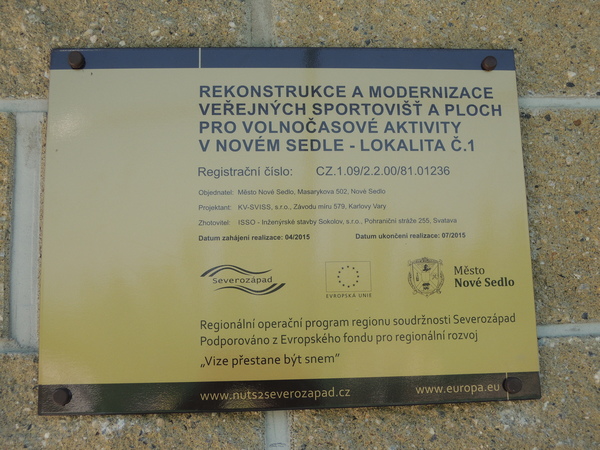 REKONSTRUKCE A MODERNIZACE
VEŘEJNÝCH SPORTOVIŠŤ A PLOCH
PRO VOLNOČASOVÉ AKTIVITY
V NOVÉM SEDLE - LOKALITA Č.1
Registrační číslo: CZ.1.09/2.2.00/81.01236
Objednatel: Město Nové Sedlo, Masarykova 502, Nové Sedlo
Projektant: KV-SVISS, s.r.o., Závodu míru 579, Karlovy Vary
Zhotovitel: ISSO - Inženýrské stavby Sokolov, s.r.o., Pohraniční stráže 255, Svatava
Datum zahájení realizace: 04/2015 Datum ukončení realizace: 07/2015
Severozápad
EVROPSKÁ UNIE
Město
Nové Sedlo
Regionální operační program regionu soudržnosti Severozápad
Podporováno z Evropského fondu pro regionální rozvoj
„Vize přestane být snem"
www.nuts2severozapad.cz www.europa.eu